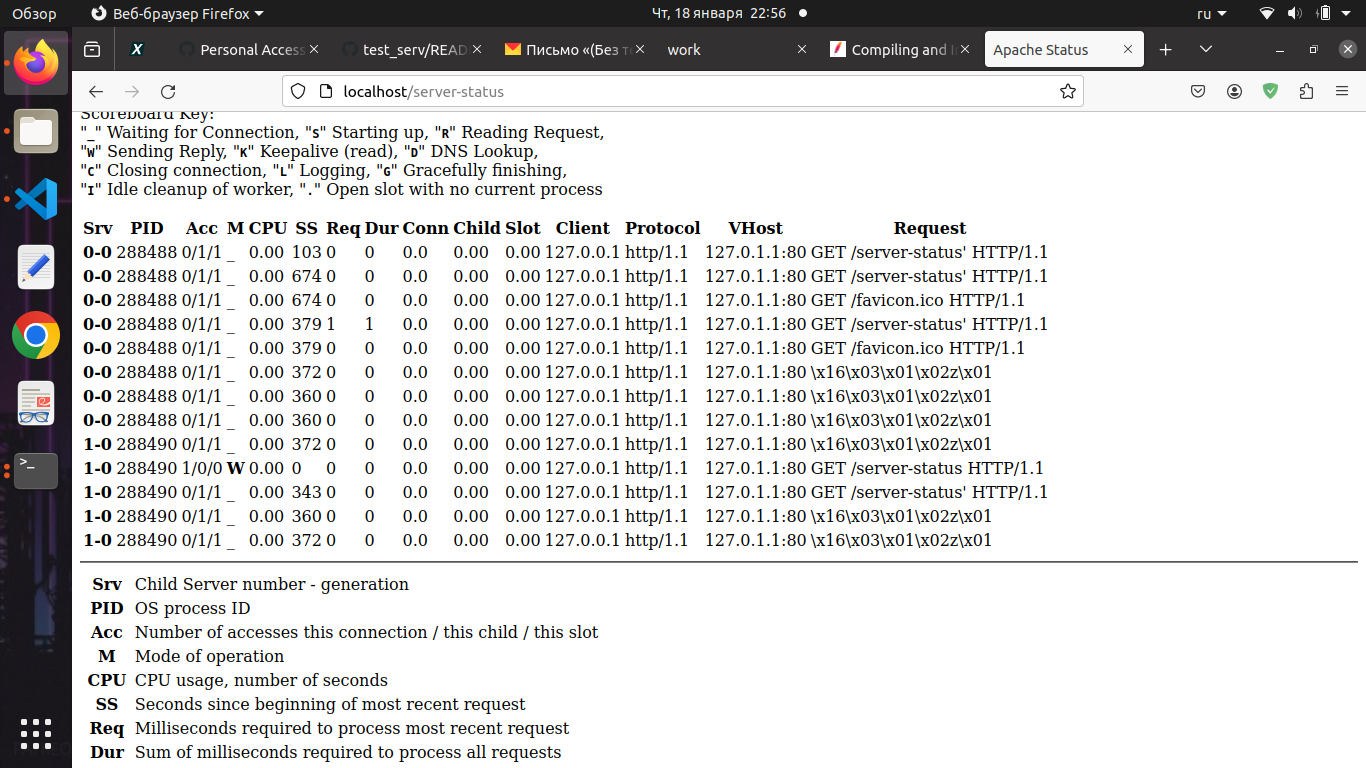 Обзор Веб-браузер Firefox Чт, 18 января 22:56 ru
Personal Access test_serv/READ Письмо «(Без т work Compiling and I Apache Status
localhost/server-status
Scoreboard Key:
"_" Waiting for Connection, "S" Starting up, "R" Reading Request,
"W" Sending Reply, "K" Keepalive (read), "D" DNS Lookup,
"C" Closing connection, "L" Logging, "G" Gracefully finishing,
"I" Idle cleanup of worker, "." Open slot with no current process
Srv PID Acc M CPU SS Req Dur Conn Child Slot Client Protocol VHost Request
0-0 288488 0/1/1 _ 0.00 103 0 0 0.0 0.00 0.00 127.0.0.1 http/1.1 127.0.1.1:80 GET /server-status' HTTP/1.1
0-0 288488 0/1/1 _ 0.00 674 0 0 0.0 0.00 0.00 127.0.0.1 http/1.1 127.0.1.1:80 GET /server-status' HTTP/1.1
0-0 288488 0/1/1 _ 0.00 674 0 0 0.0 0.00 0.00 127.0.0.1 http/1.1 127.0.1.1:80 GET /favicon.ico HTTP/1.1
0-0 288488 0/1/1 _ 0.00 379 1 1 0.0 0.00 0.00 127.0.0.1 http/1.1 127.0.1.1:80 GET /server-status' HTTP/1.1
0-0 288488 0/1/1 _ 0.00 379 0 0 0.0 0.00 0.00 127.0.0.1 http/1.1 127.0.1.1:80 GET /favicon.ico HTTP/1.1
0-0 288488 0/1/1 _ 0.00 372 0 0 0.0 0.00 0.00 127.0.0.1 http/1.1 127.0.1.1:80 \x16\x03\x01\x02z\x01
0-0 288488 0/1/1 _ 0.00 360 0 0 0.0 0.00 0.00 127.0.0.1 http/1.1 127.0.1.1:80 \x16\x03\x01\x02z\x01
0-0 288488 0/1/1 _ 0.00 360 0 0 0.0 0.00 0.00 127.0.0.1 http/1.1 127.0.1.1:80 \x16\x03\x01\x02z\x01
1-0 288490 0/1/1 _ 0.00 372 0 0 0.0 0.00 0.00 127.0.0.1 http/1.1 127.0.1.1:80 \x16\x03\x01\x02z\x01
1-0 288490 1/0/0 W 0.00 0 0 0 0.0 0.00 0.00 127.0.0.1 http/1.1 127.0.1.1:80 GET /server-status HTTP/1.1
1-0 288490 0/1/1 _ 0.00 343 0 0 0.0 0.00 0.00 127.0.0.1 http/1.1 127.0.1.1:80 GET /server-status' HTTP/1.1
1-0 288490 0/1/1 _ 0.00 360 0 0 0.0 0.00 0.00 127.0.0.1 http/1.1 127.0.1.1:80 \x16\x03\x01\x02z\x01
1-0 288490 0/1/1 _ 0.00 372 0 0 0.0 0.00 0.00 127.0.0.1 http/1.1 127.0.1.1:80 \x16\x03\x01\x02z\x01
Srv Child Server number - generation
PID OS process ID
Acc Number of accesses this connection / this child / this slot
M Mode of operation
CPU CPU usage, number of seconds
SS Seconds since beginning of most recent request
Req Milliseconds required to process most recent request
Dur Sum of milliseconds required to process all requests